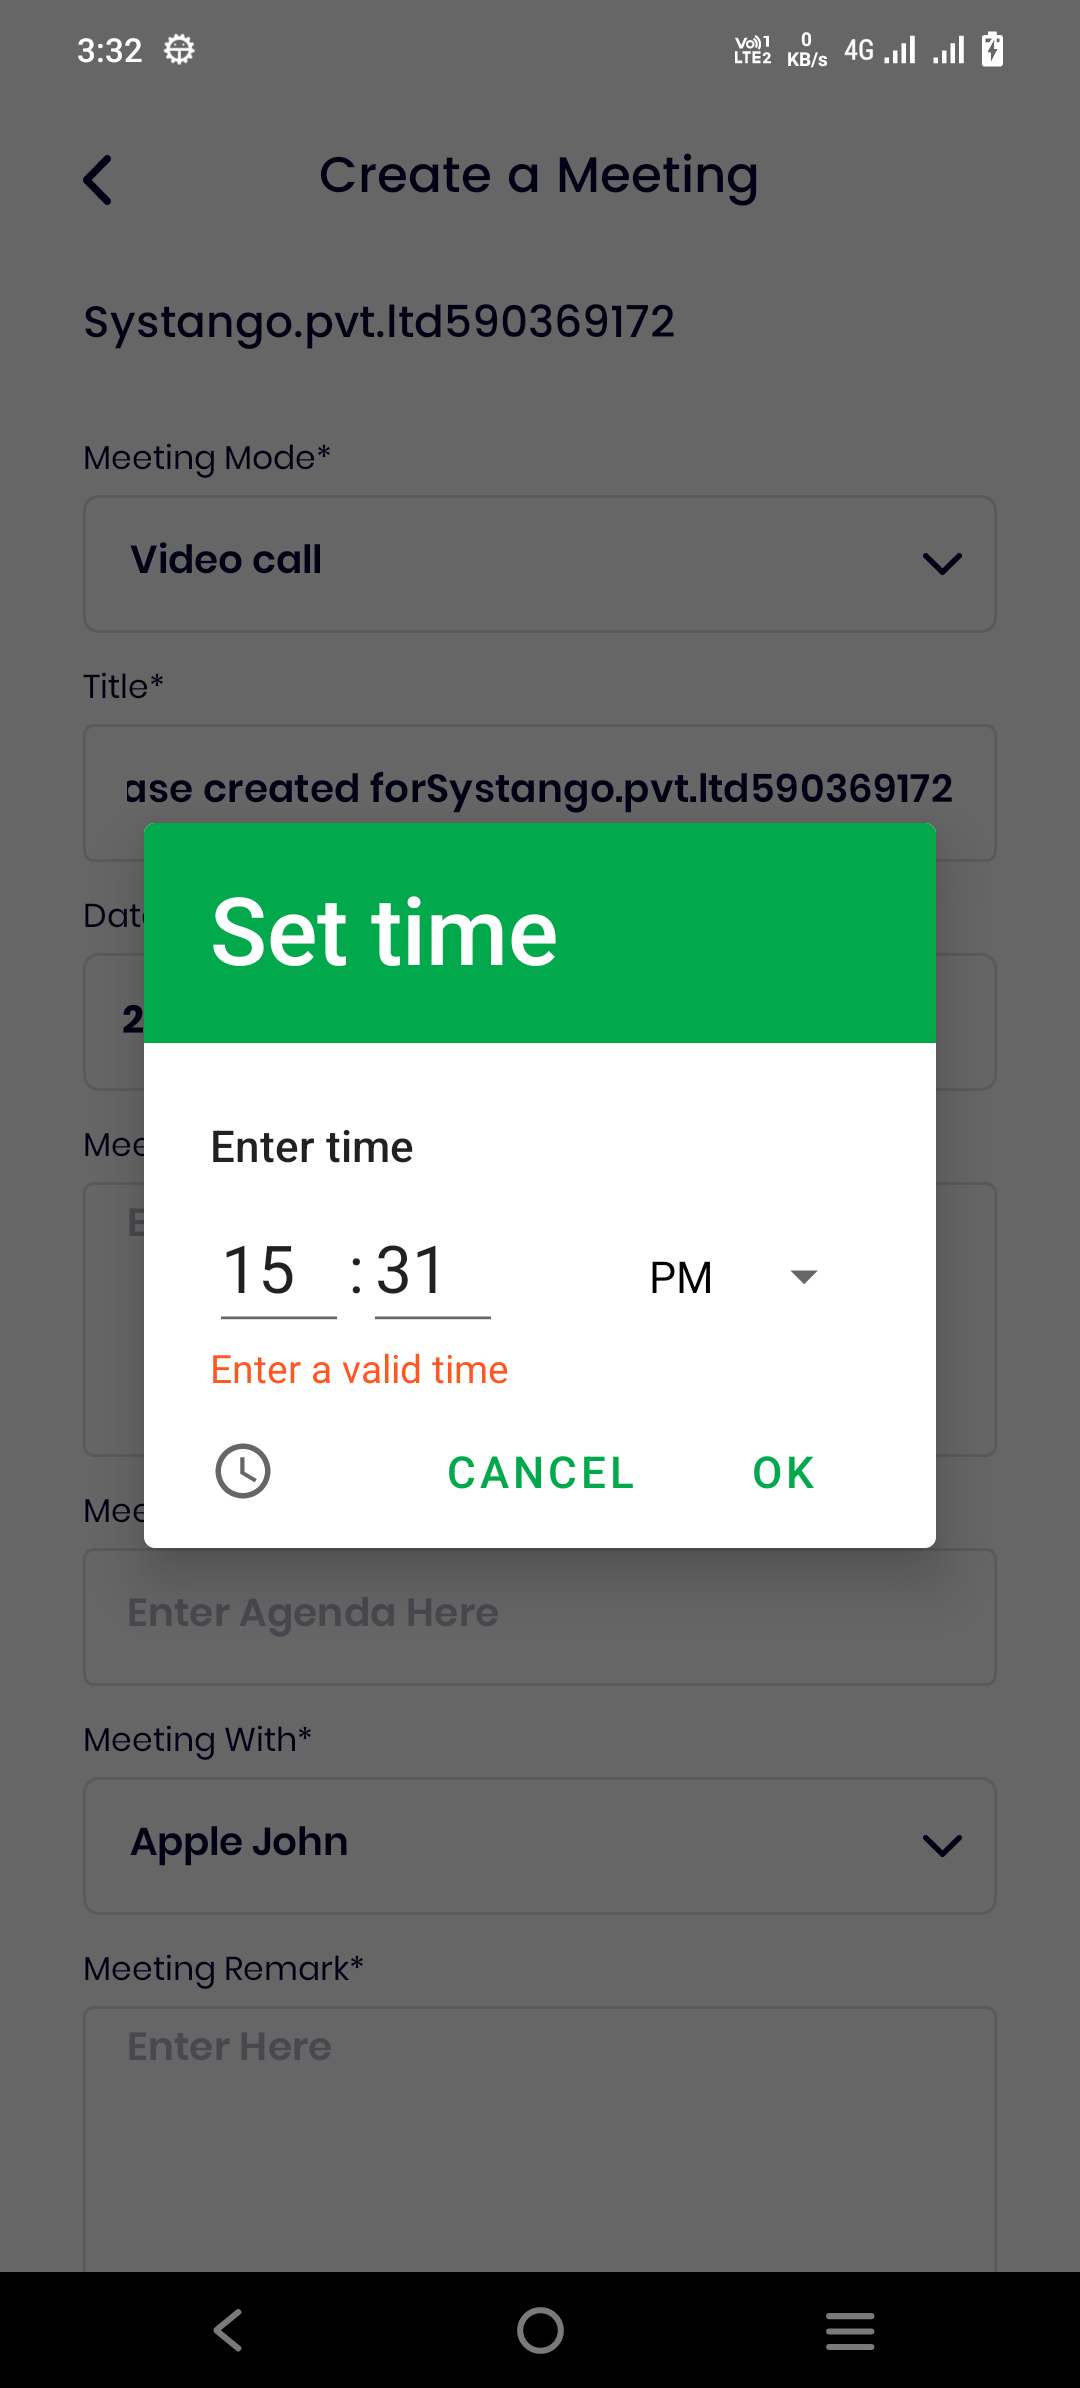 3:32
Vo)) 1
LTE2
0
KB/s
4G
Create a Meeting
Systango.pvt.ltd590369172
Meeting Mode*
Video call
Title*
ase created forSystango.pvt.ltd590369172
Dat
2
Set time
Enter time
15 : 31 PM
Enter a valid time
CANCEL OK
Mee
E
Mee
Enter Agenda Here
Meeting With*
Apple John
Meeting Remark*
Enter Here